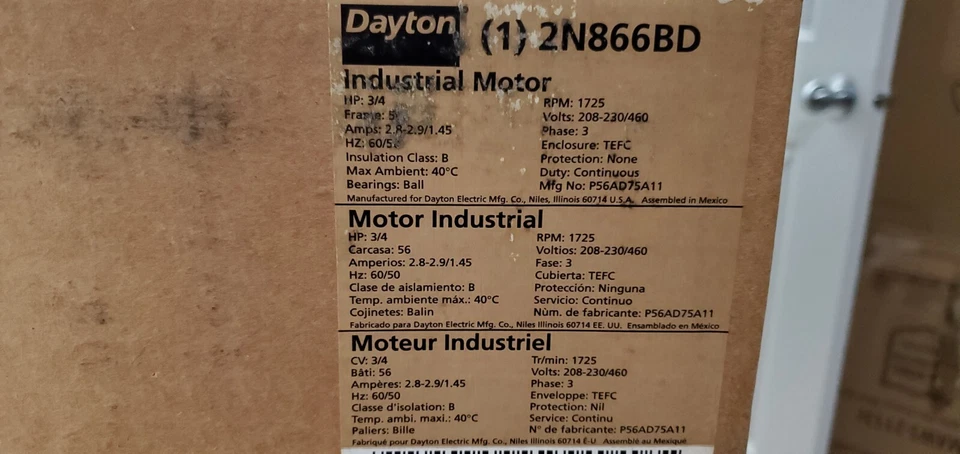 Dayton (1) 2N866BD
Industrial Motor
HP: 3/4 RPM: 1725
Frame: Volts: 208-230/460
Amps: 2.8-2.9/1.45 Phase: 3
HZ: 60/5 Enclosure: TEFC
Insulation Class: B Protection: None
Max Ambient: 40°C Duty: Continuous
Bearings: Ball Mfg No: P56AD75A11
Manufactured for Dayton Electric Mfg. Co., Niles, Illinois 60714 U.S.A. Assembled in Mexico
Motor Industrial
HP: 3/4 RPM: 1725
Carcasa: 56 Voltios: 208-230/460
Amperios: 2.8-2.9/1.45 Fase: 3
Hz: 60/50 Cubierta: TEFC
Clase de aislamiento: B Protección: Ninguna
Temp. ambiente máx.: 40°C Servicio: Continuo
Cojinetes: Balin Núm. de fabricante: P56AD75A11
Fabricado para Dayton Electric Mfg. Co., Niles Illinois 60714 EE. UU. Ensamblado en México
Moteur Industriel
CV: 3/4 Tr/min: 1725
Bâti: 56 Volts: 208-230/460
Ampères: 2.8-2.9/1.45 Phase: 3
Hz: 60/50 Enveloppe: TEFC
Classe d'isolation: B Protection: Nil
Temp. ambi. maxi.: 40°C Service: Continu
Paliers: Bille N° de fabricante: P56AD75A11
Fabriqué pour Dayton Electric Mfg. Co., Niles Illinois 60714 É-U Assemblé au Mexique